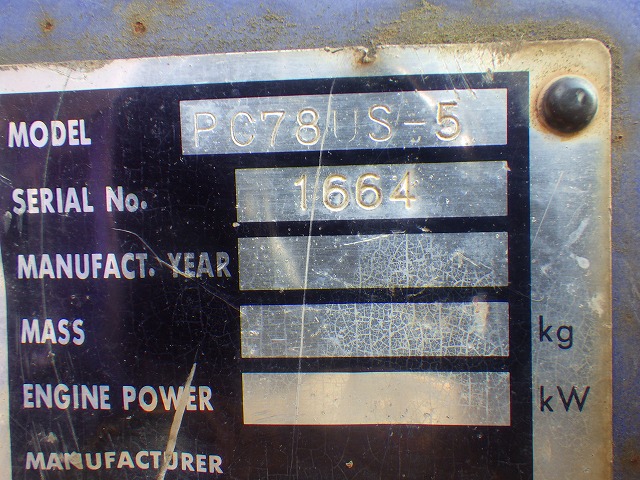 MODEL PC78US-5
SERIAL No. 1664
MANUFACT. YEAR
MASS kg
ENGINE POWER kW
MANUFACTURER